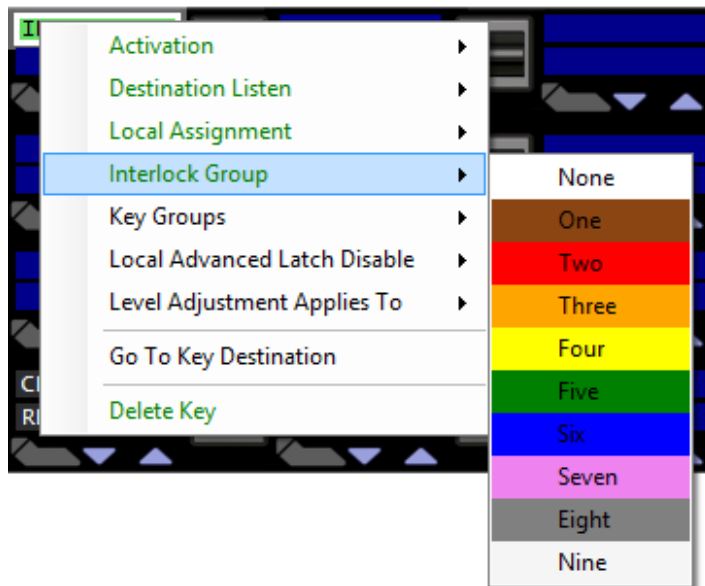 Activation
Destination Listen
Local Assignment
Interlock Group
Key Groups
Local Advanced Latch Disable
Level Adjustment Applies To
Go To Key Destination
Delete Key
None
One
Two
Three
Four
Five
Six
Seven
Eight
Nine